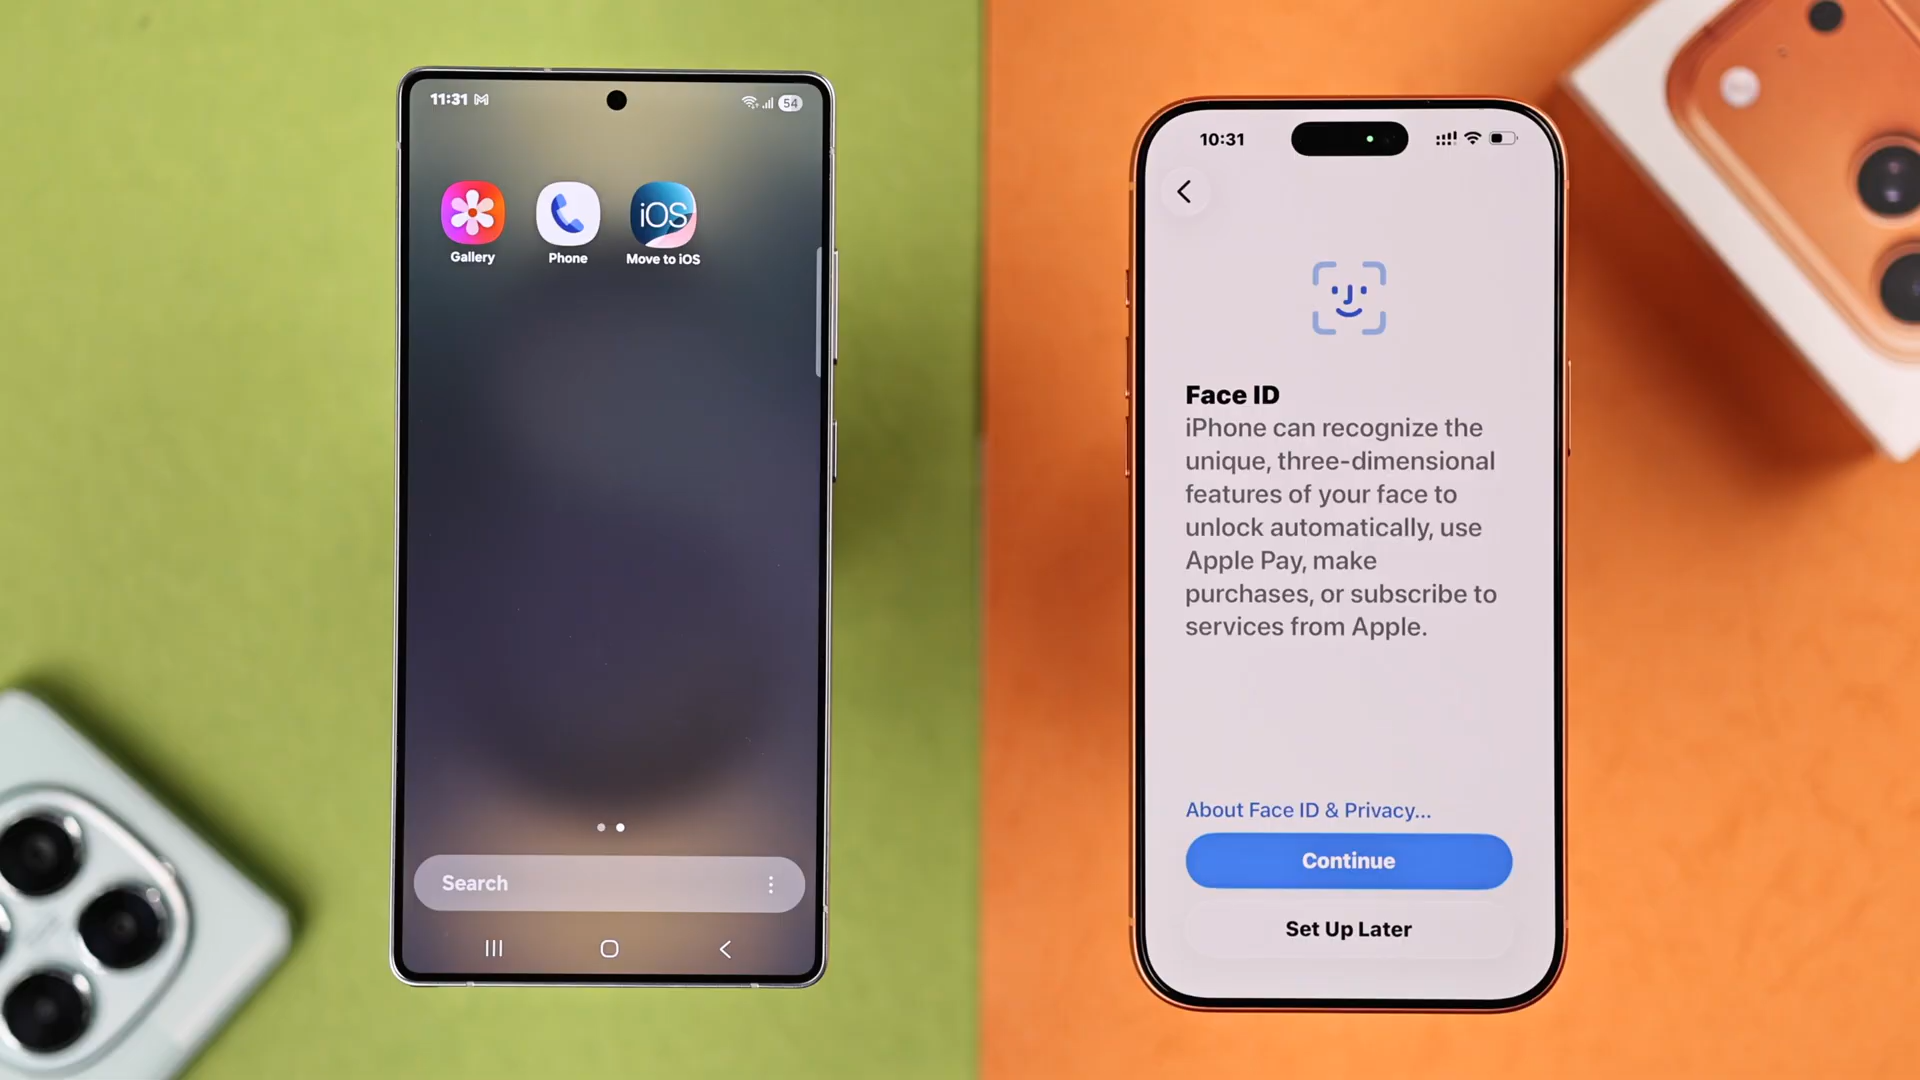 11:31
54
Gallery
Phone
iOS
Move to iOS
Search
10:31
Face ID
iPhone can recognize the
unique, three-dimensional
features of your face to
unlock automatically, use
Apple Pay, make
purchases, or subscribe to
services from Apple.
About Face ID & Privacy...
Continue
Set Up Later